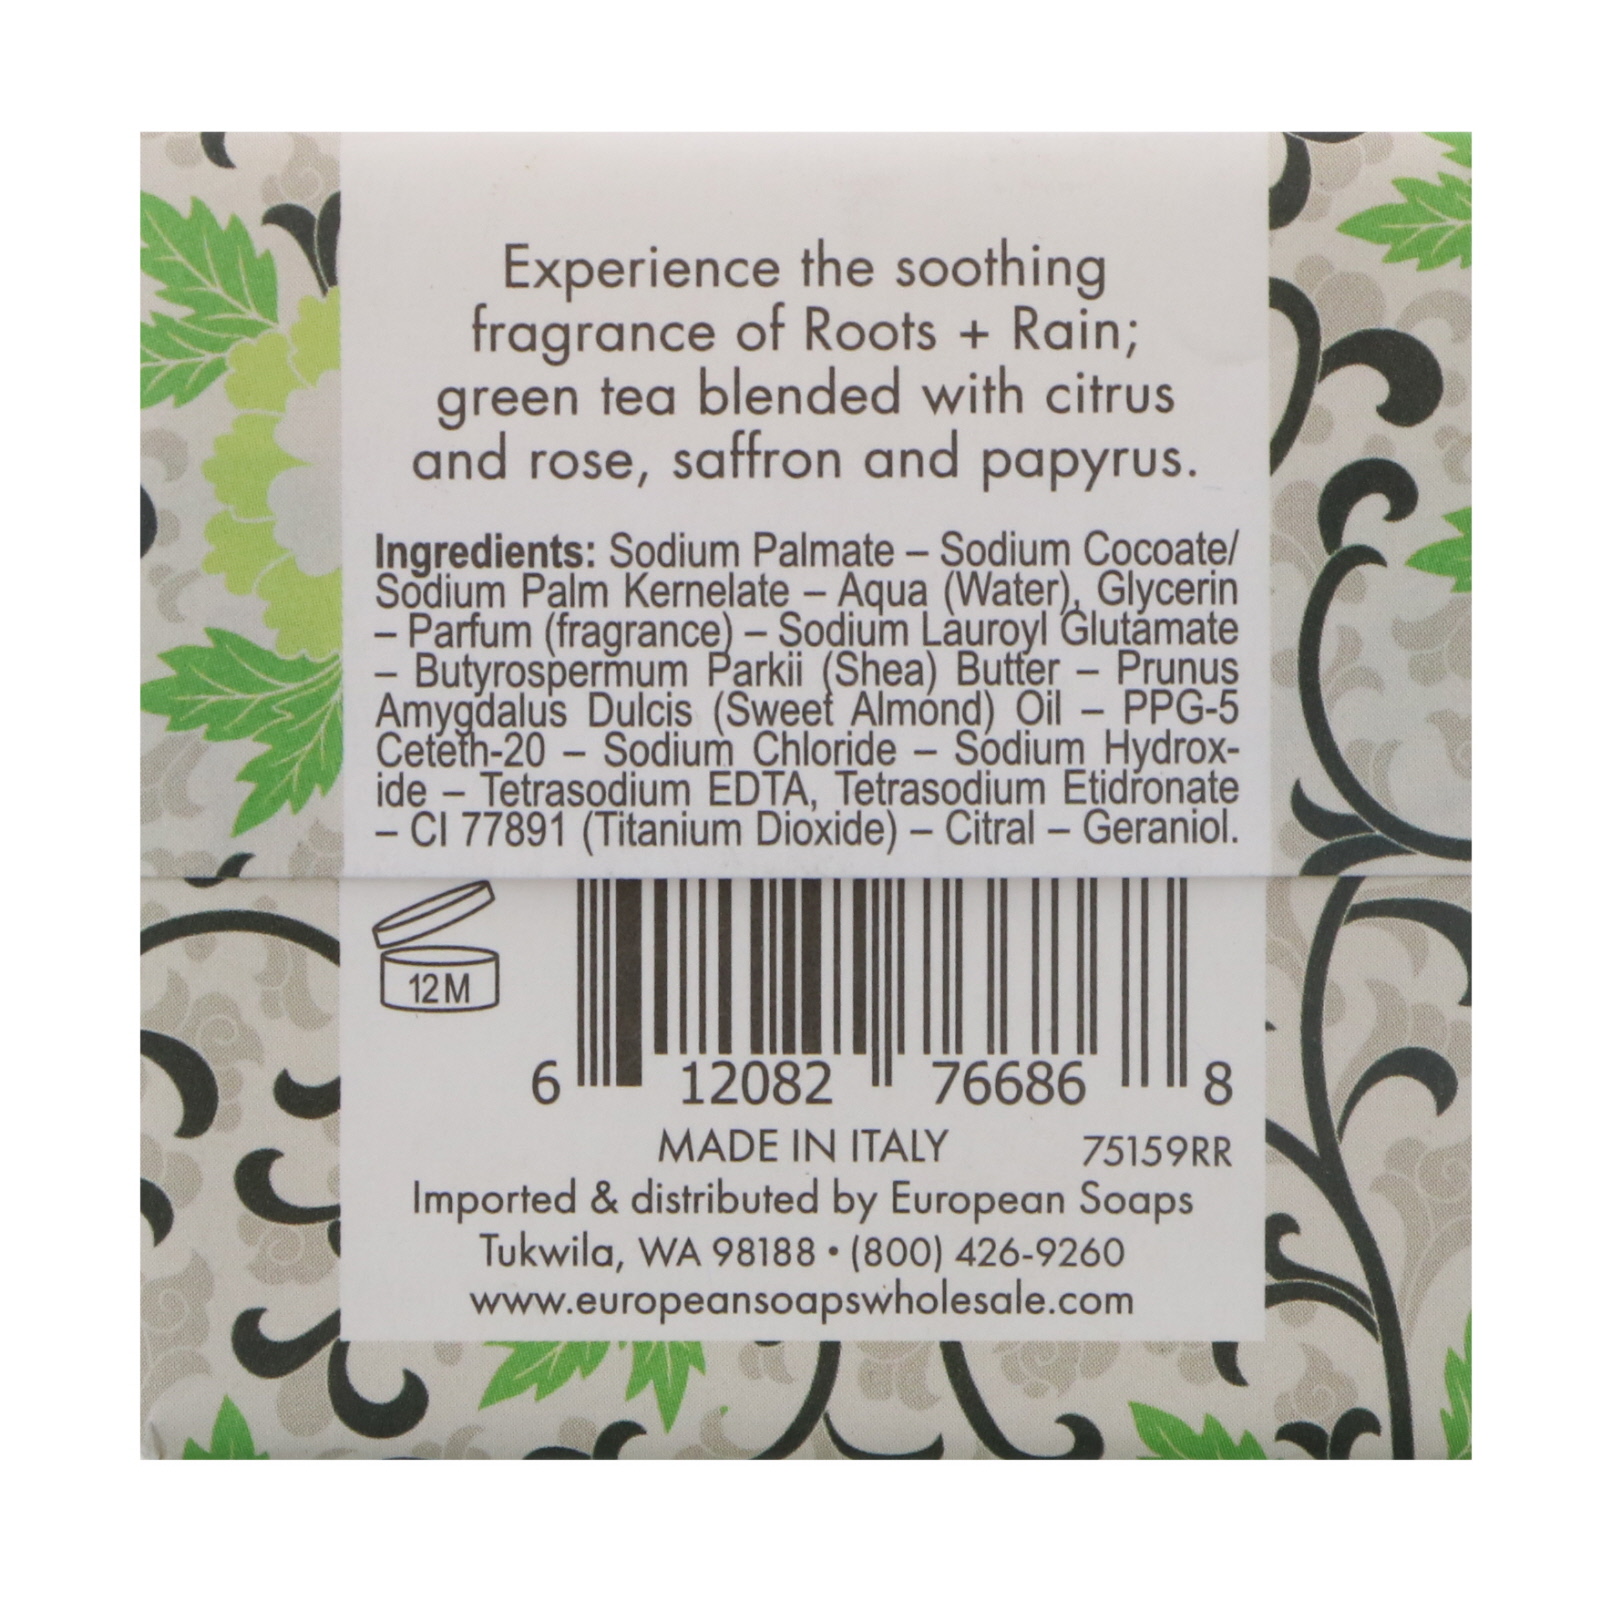 Experience the soothing
fragrance of Roots + Rain;
green tea blended with citrus
and rose, saffron and papyrus.
Ingredients: Sodium Palmate – Sodium Cocoate/
Sodium Palm Kernelate – Aqua (Water), Glycerin
– Parfum (fragrance) – Sodium Lauroyl Glutamate
– Butyrospermum Parkii (Shea) Butter – Prunus
Amygdalus Dulcis (Sweet Almond) Oil – PPG-5
Ceteth-20 – Sodium Chloride – Sodium Hydrox-
ide – Tetrasodium EDTA, Tetrasodium Etidronate
– CI 77891 (Titanium Dioxide) – Citral – Geraniol.
12M
6 12082 76686 8
MADE IN ITALY 75159RR
Imported & distributed by European Soaps
Tukwila, WA 98188 • (800) 426-9260
www.europeansoapswholesale.com